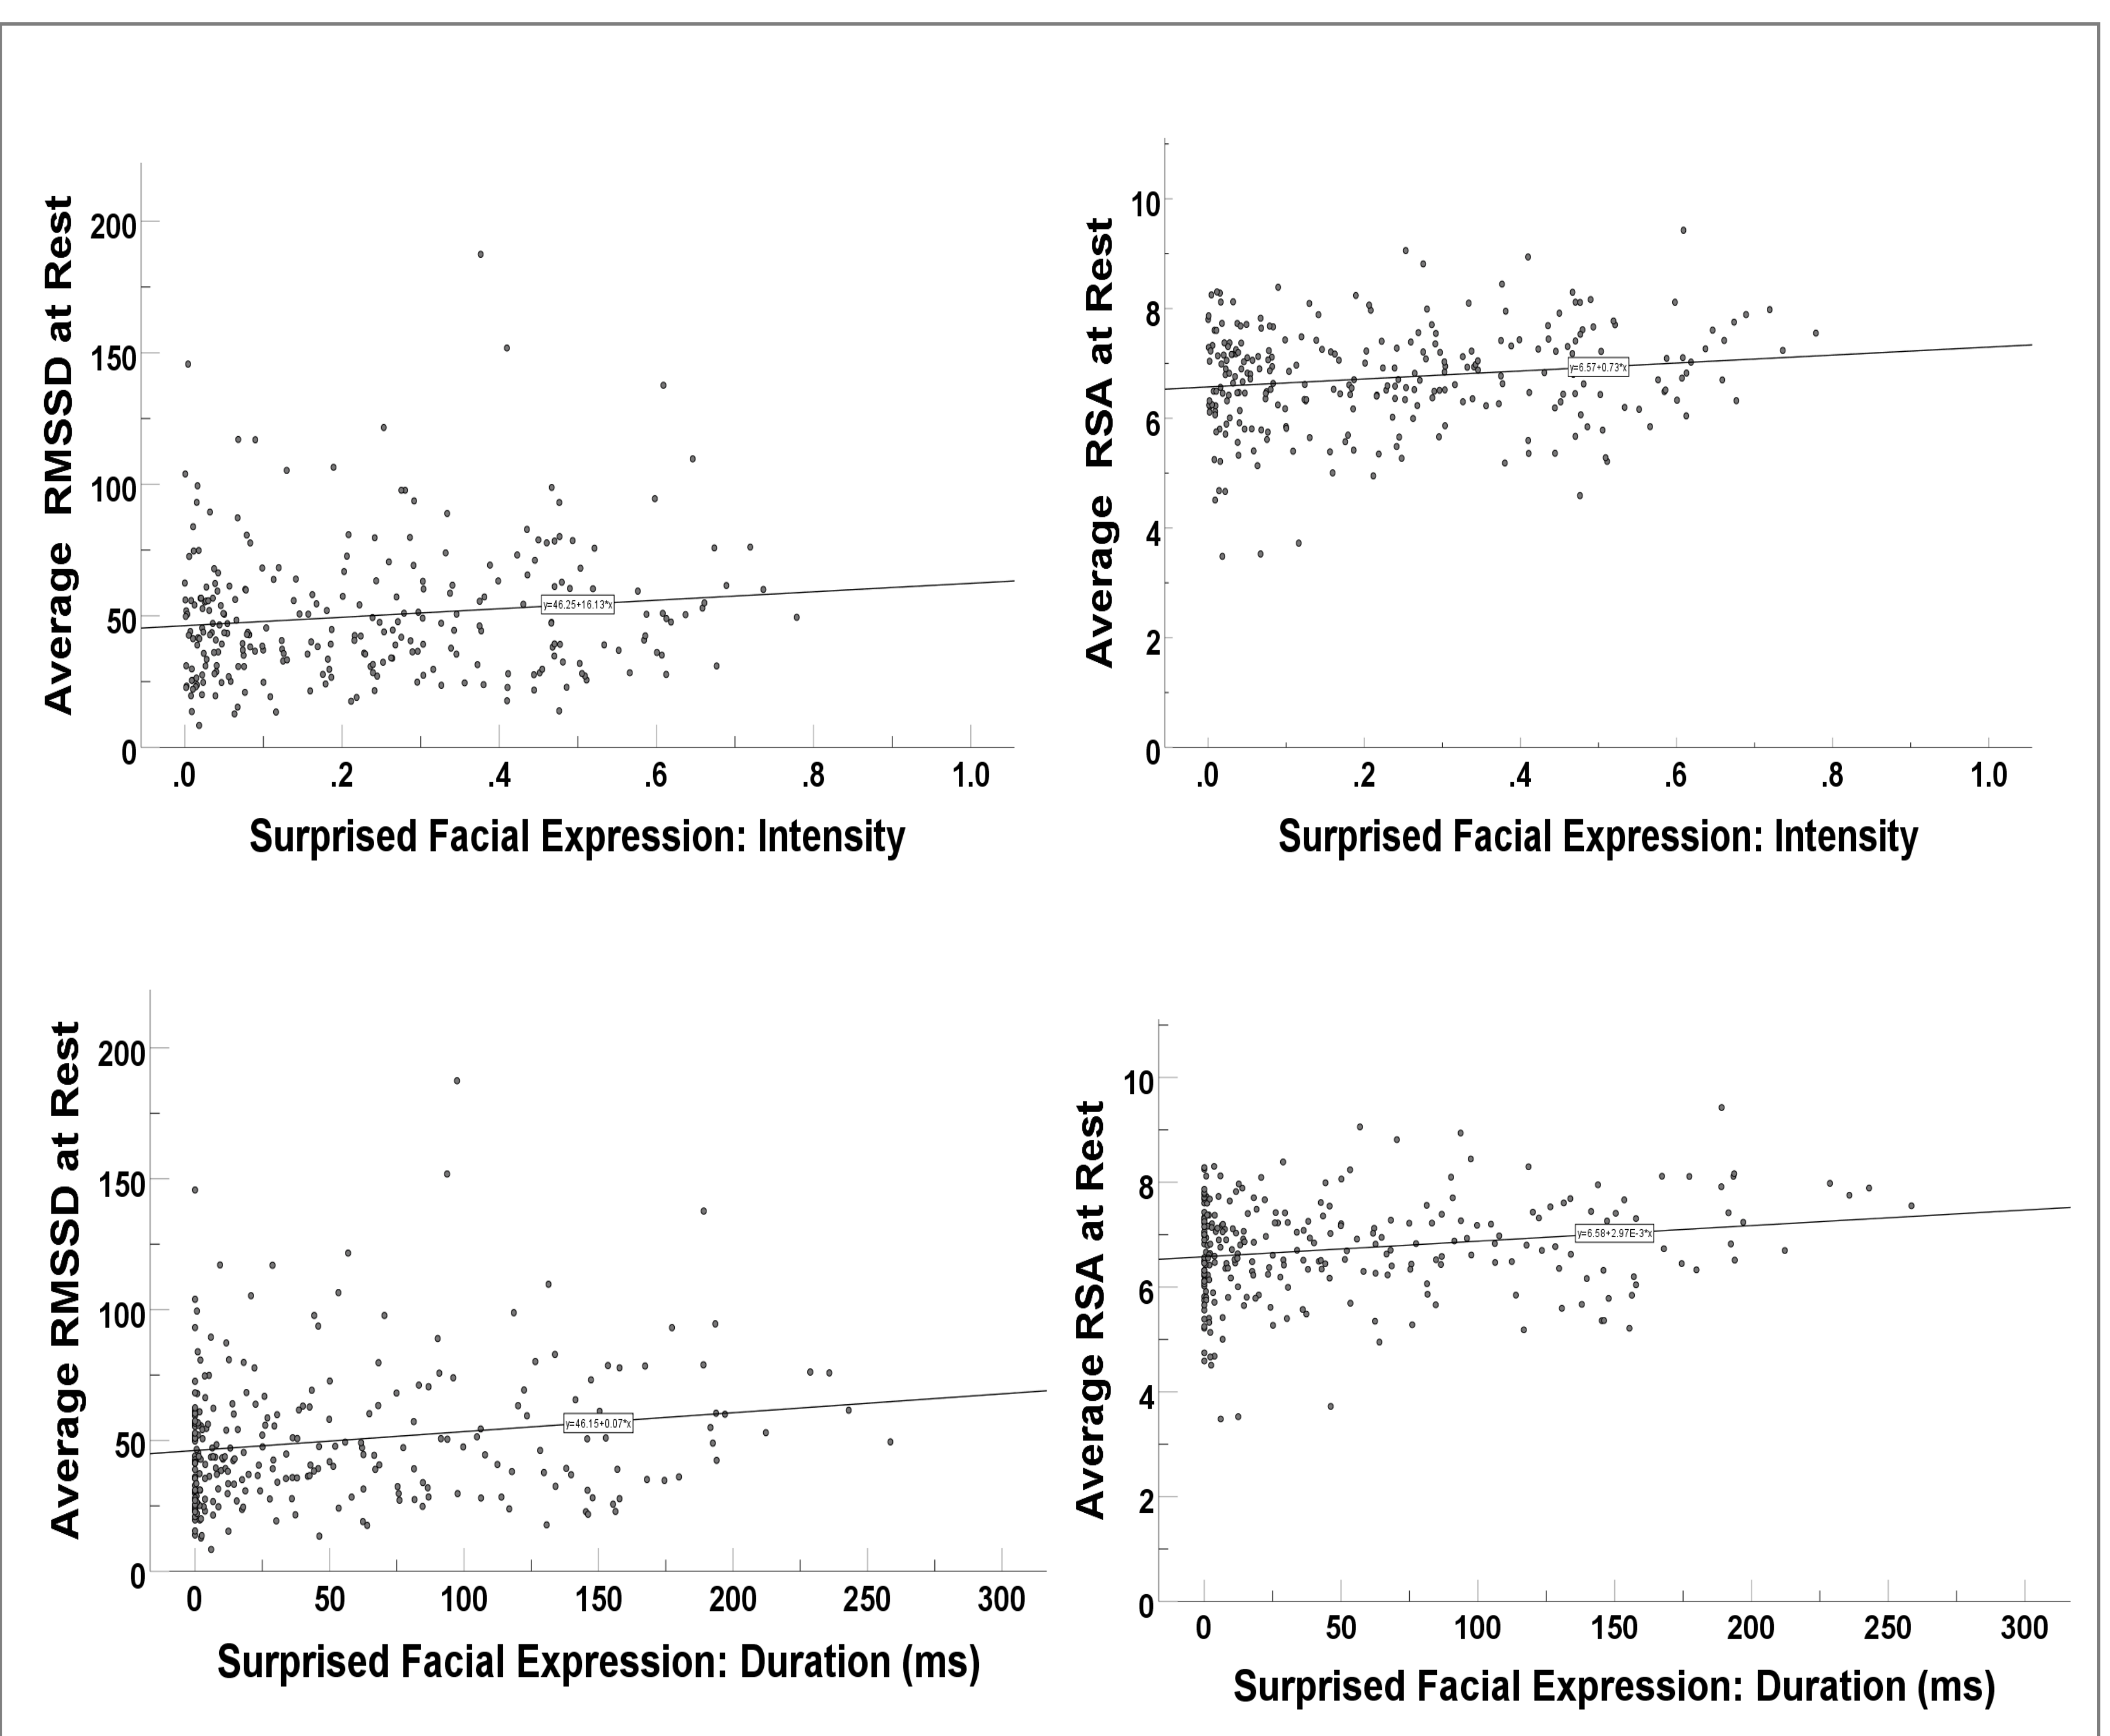 Average RMSSD at Rest
200
150
100
50
0
y=46.25+16.13*x
.0 .2 .4 .6 .8 1.0
Surprised Facial Expression: Intensity
Average RSA at Rest
10
8
6
4
2
0
y=6.57+0.73*x
.0 .2 .4 .6 .8 1.0
Surprised Facial Expression: Intensity
Average RMSSD at Rest
200
150
100
50
0
y=46.15+0.07*x
0 50 100 150 200 250 300
Surprised Facial Expression: Duration (ms)
Average RSA at Rest
10
8
6
4
2
0
y=6.58+2.97E-3*x
0 50 100 150 200 250 300
Surprised Facial Expression: Duration (ms)